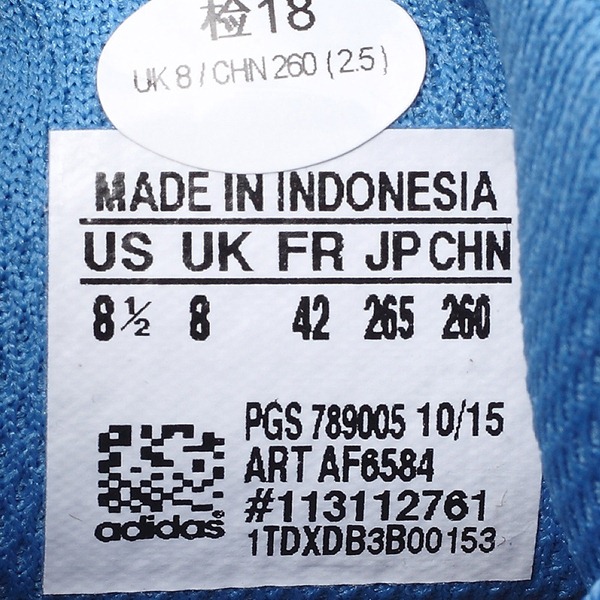 检18
UK 8 / CHN 260 (2.5)
MADE IN INDONESIA
US UK FR JP CHN
8½ 8 42 265 260
PGS 789005 10/15
ART AF6584
#113112761
adidas
1TDXDB3B00153